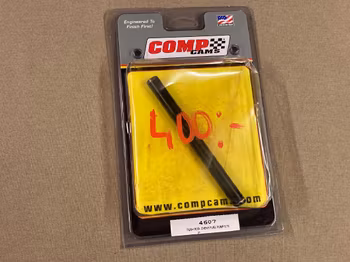 Engineered To
Finish First!
COMP
CAMS
400:-
www.compcams.com
4607